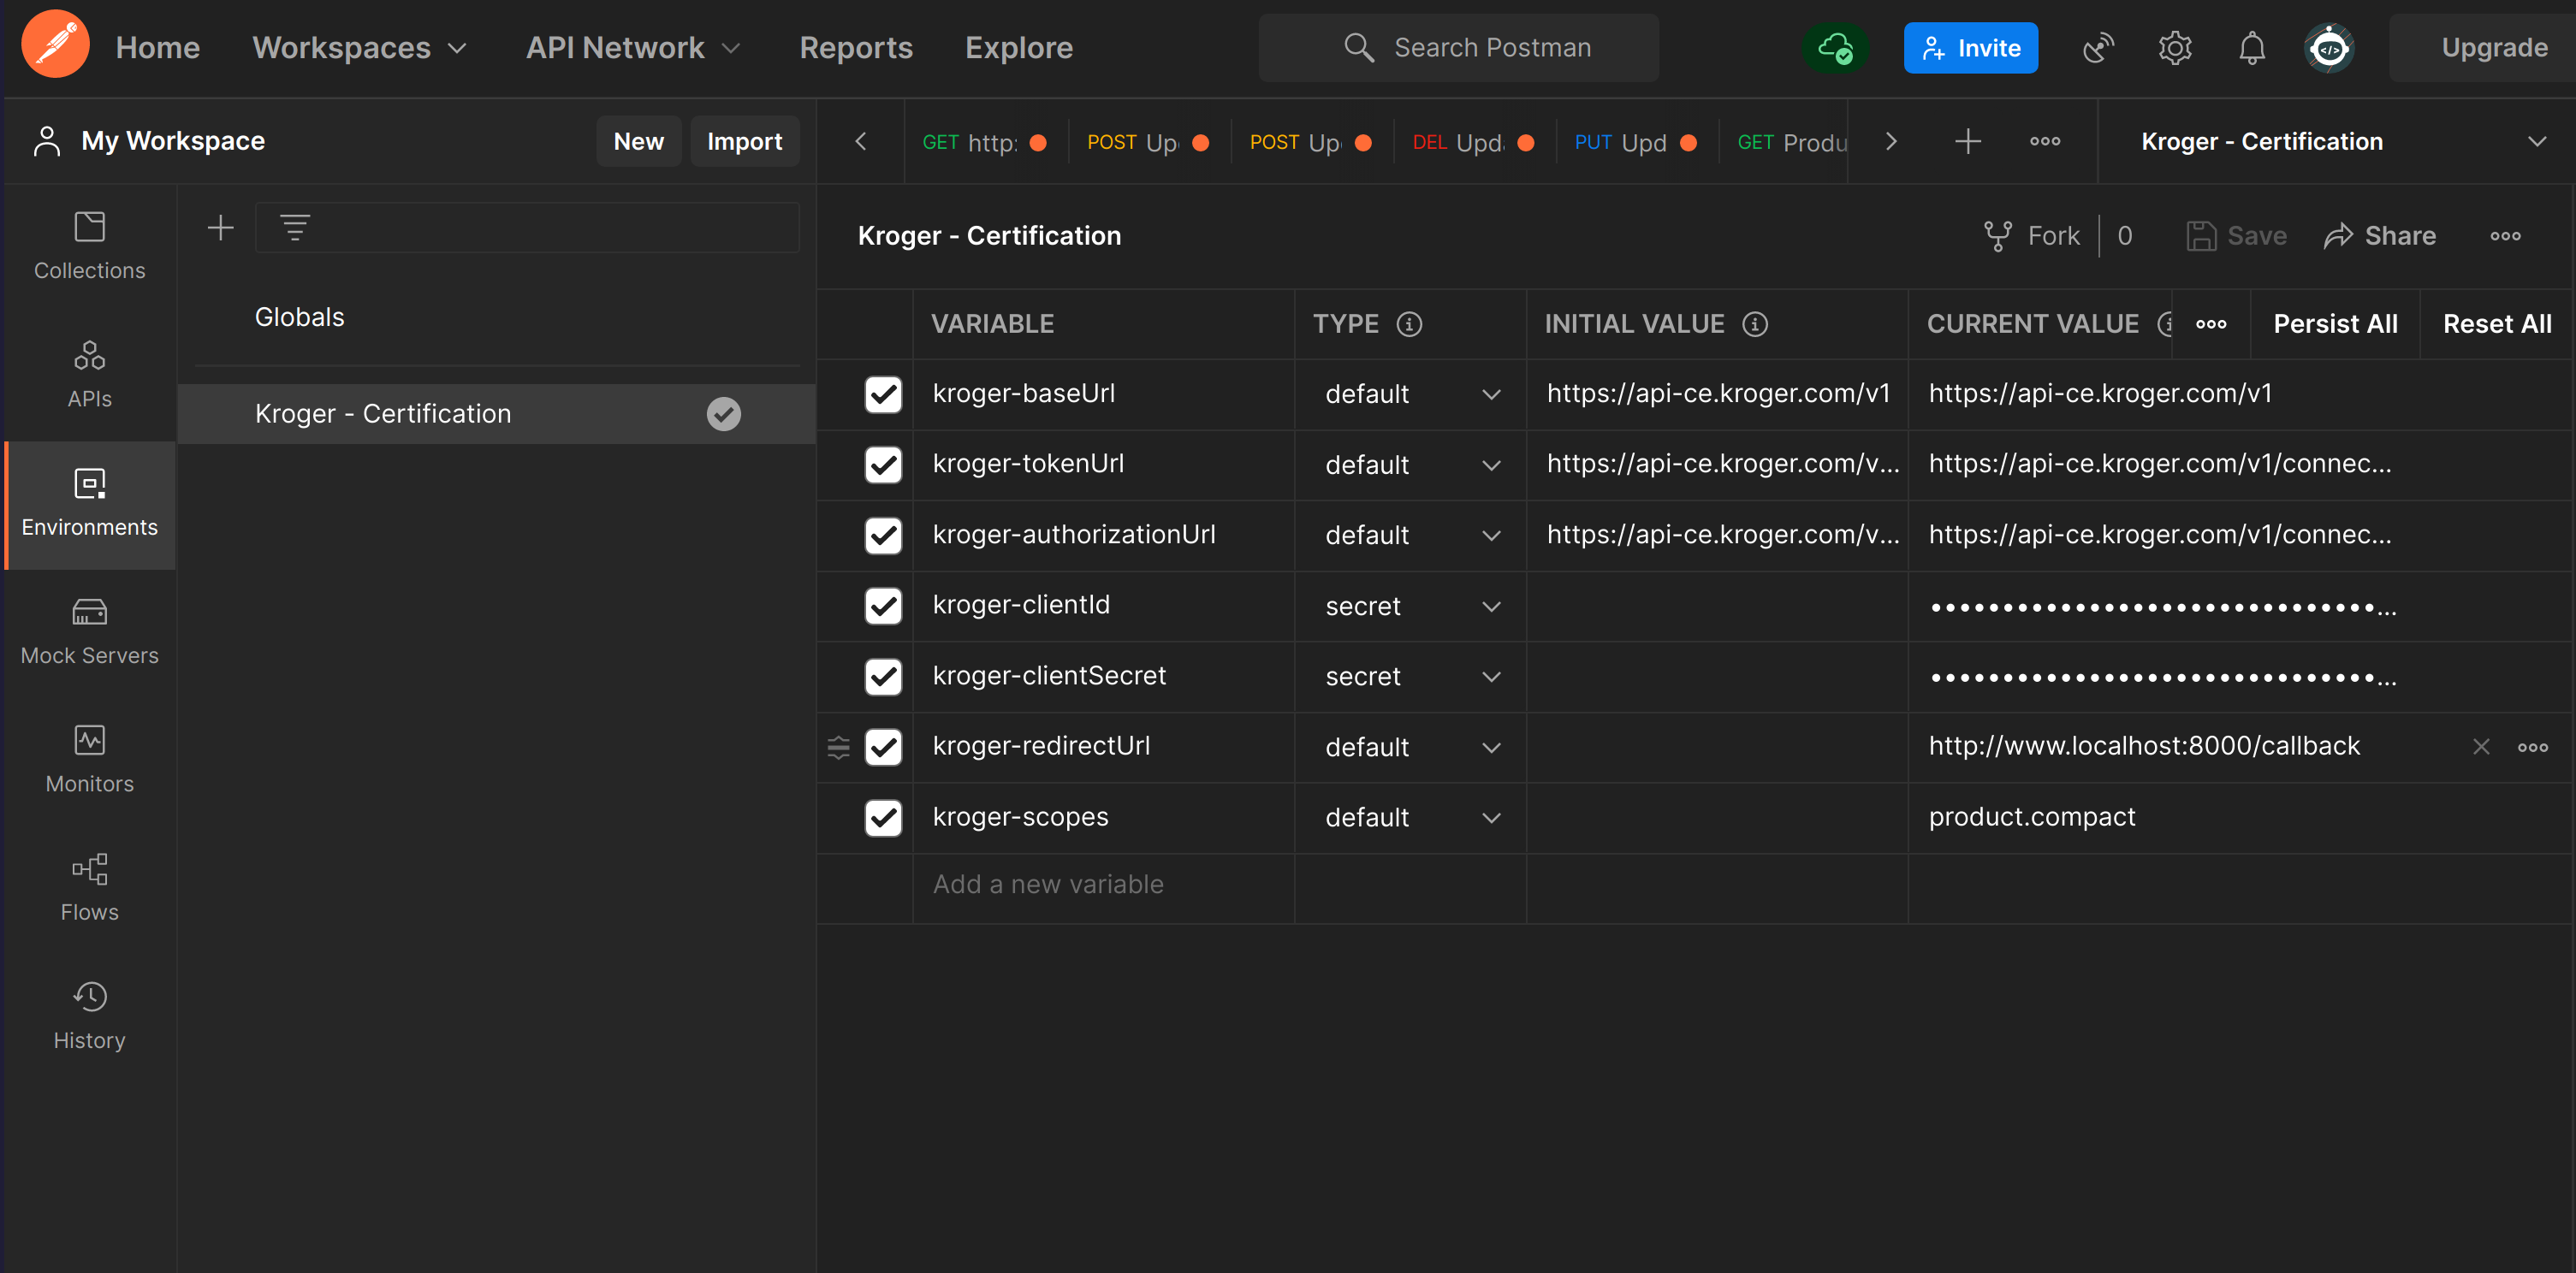 Home Workspaces API Network Reports Explore Search Postman Invite Upgrade
My Workspace New Import
GET http: POST Up POST Up DEL Upd PUT Upd GET Produ
Kroger - Certification
Collections
APIs
Environments
Mock Servers
Monitors
Flows
History
Globals
Kroger - Certification
Kroger - Certification Fork 0 Save Share
VARIABLE TYPE INITIAL VALUE CURRENT VALUE Persist All Reset All
kroger-baseUrl default https://api-ce.kroger.com/v1 https://api-ce.kroger.com/v1
kroger-tokenUrl default https://api-ce.kroger.com/v... https://api-ce.kroger.com/v1/connec...
kroger-authorizationUrl default https://api-ce.kroger.com/v... https://api-ce.kroger.com/v1/connec...
kroger-clientId secret •••••••••••••••••••••••••••••••...
kroger-clientSecret secret •••••••••••••••••••••••••••••••...
kroger-redirectUrl default http://www.localhost:8000/callback
kroger-scopes default product.compact
Add a new variable